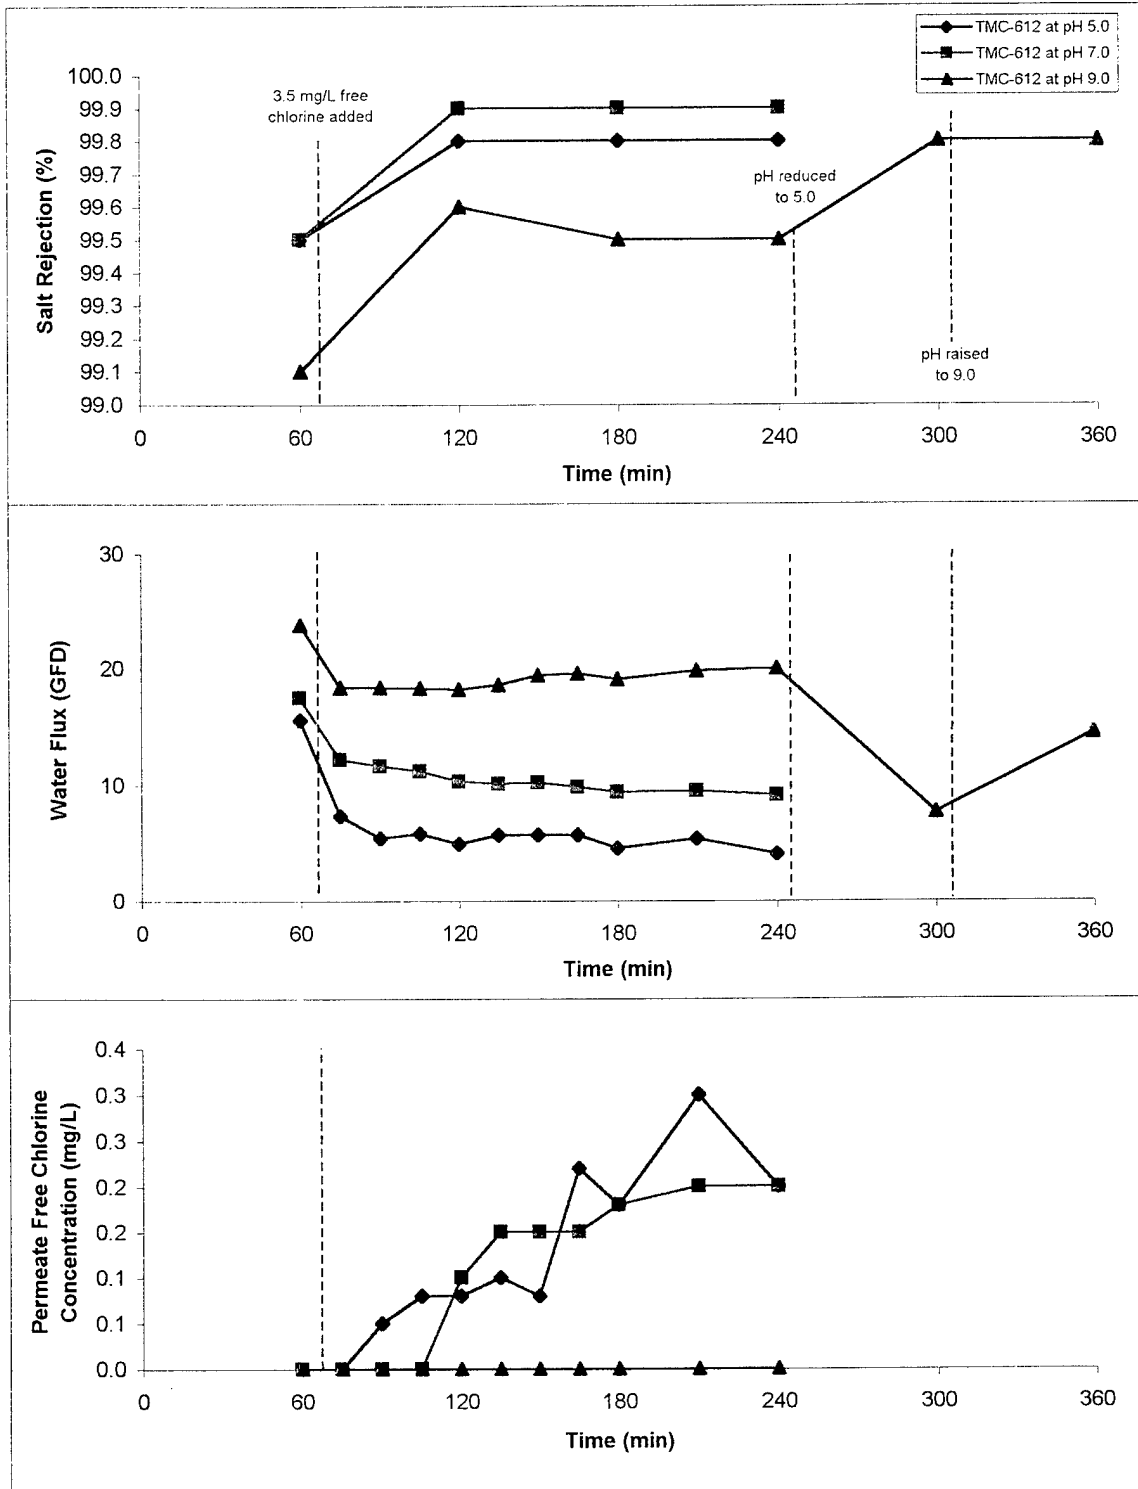 TMC-612 at pH 5.0
TMC-612 at pH 7.0
TMC-612 at pH 9.0
3.5 mg/L free
chlorine added
pH reduced
to 5.0
pH raised
to 9.0
Salt Rejection (%)
100.0
99.9
99.8
99.7
99.6
99.5
99.4
99.3
99.2
99.1
99.0
0 60 120 180 240 300 360
Time (min)
Water Flux (GFD)
30
20
10
0
0 60 120 180 240 300 360
Time (min)
Permeate Free Chlorine
Concentration (mg/L)
0.4
0.3
0.3
0.2
0.2
0.1
0.1
0.0
0 60 120 180 240 300 360
Time (min)